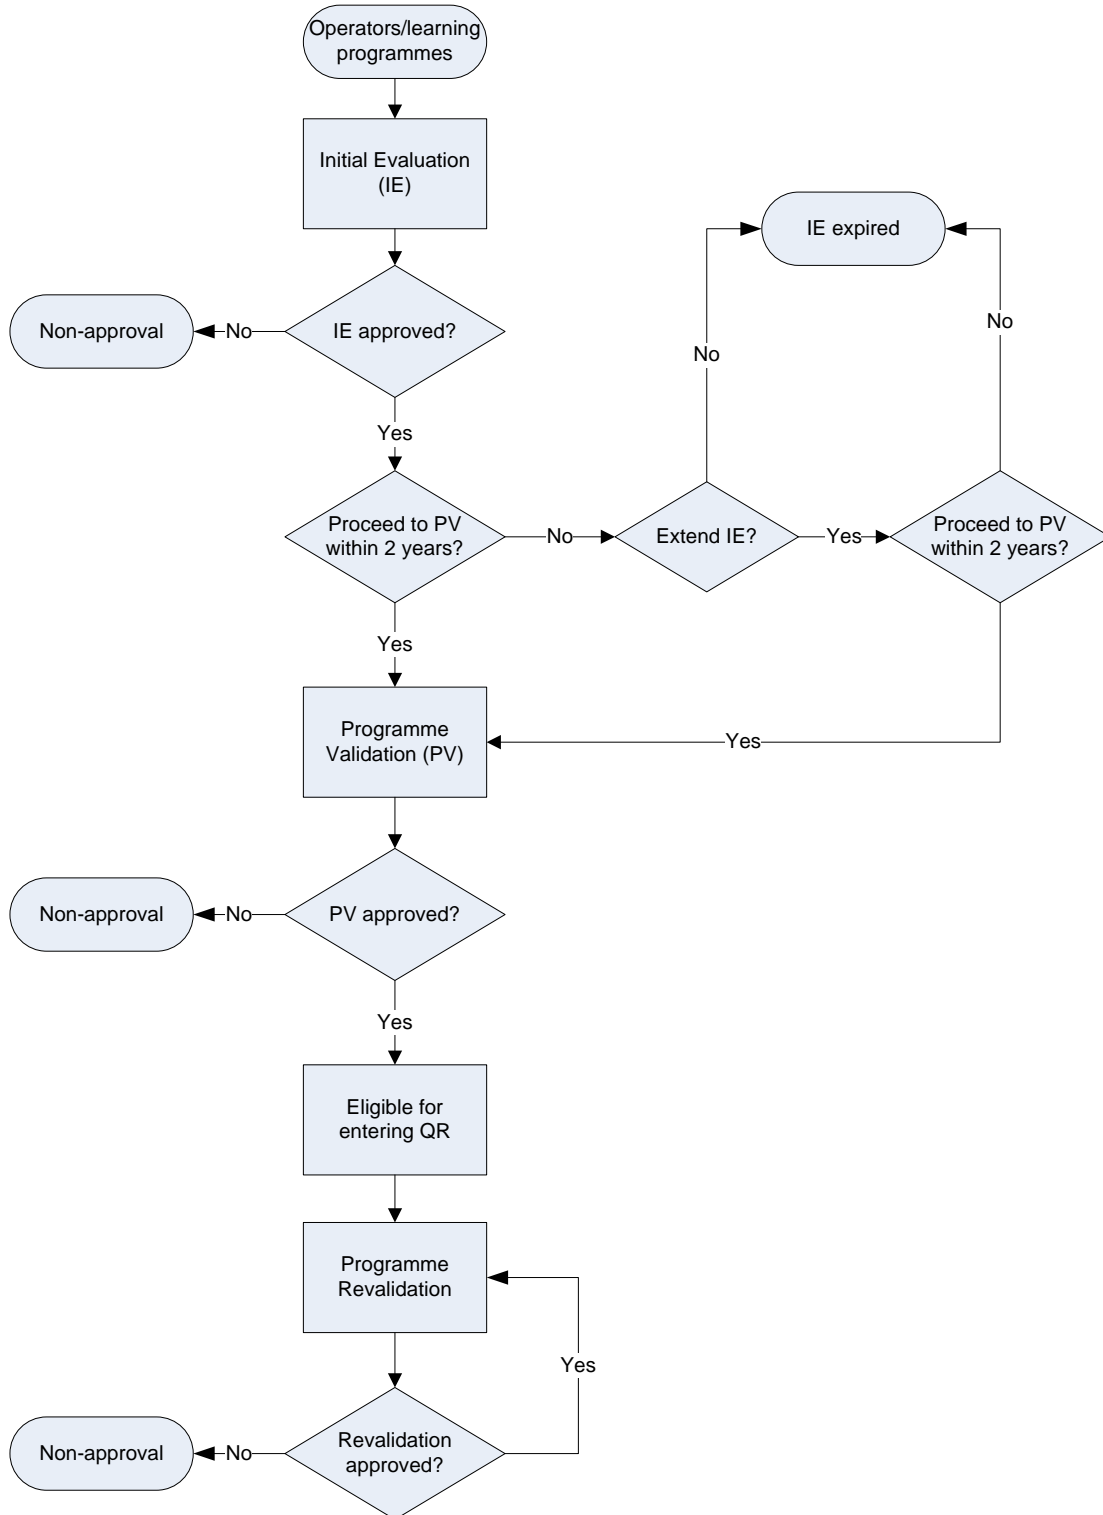 Operators/learning
programmes
Initial Evaluation
(IE)
IE expired
IE approved?
No
Non-approval
Yes
No
No
Proceed to PV
within 2 years?
No
Extend IE?
Yes
Proceed to PV
within 2 years?
Yes
Programme
Validation (PV)
Yes
PV approved?
No
Non-approval
Yes
Eligible for
entering QR
Programme
Revalidation
Yes
Revalidation
approved?
No
Non-approval